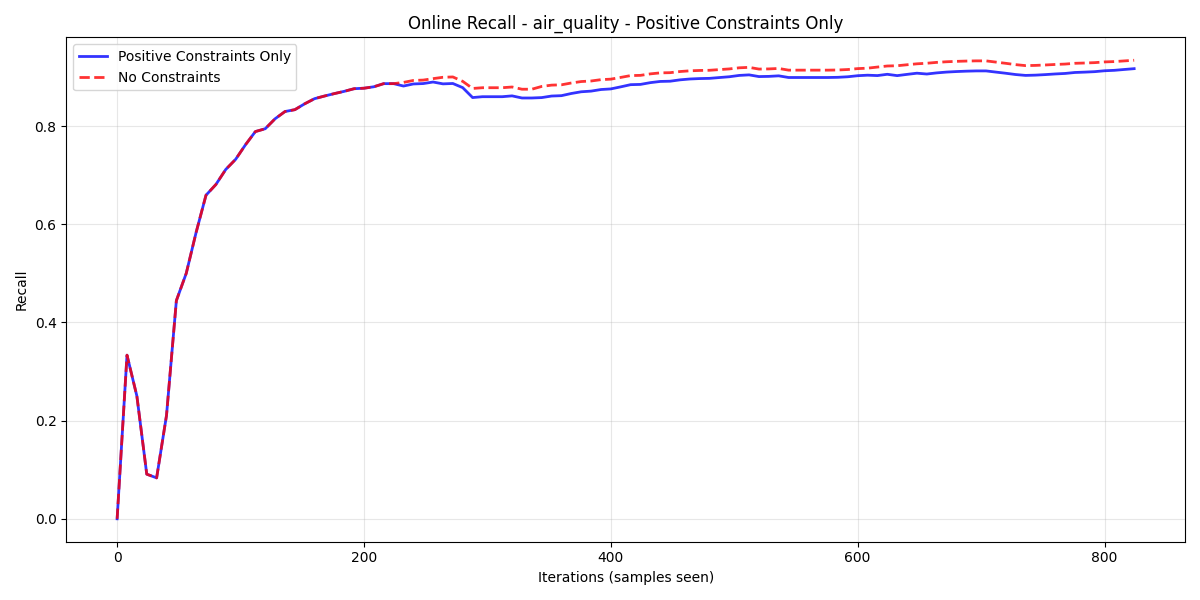 Online Recall - air_quality - Positive Constraints Only
Positive Constraints Only
No Constraints
Recall
0.8
0.6
0.4
0.2
0.0
0 200 400 600 800
Iterations (samples seen)